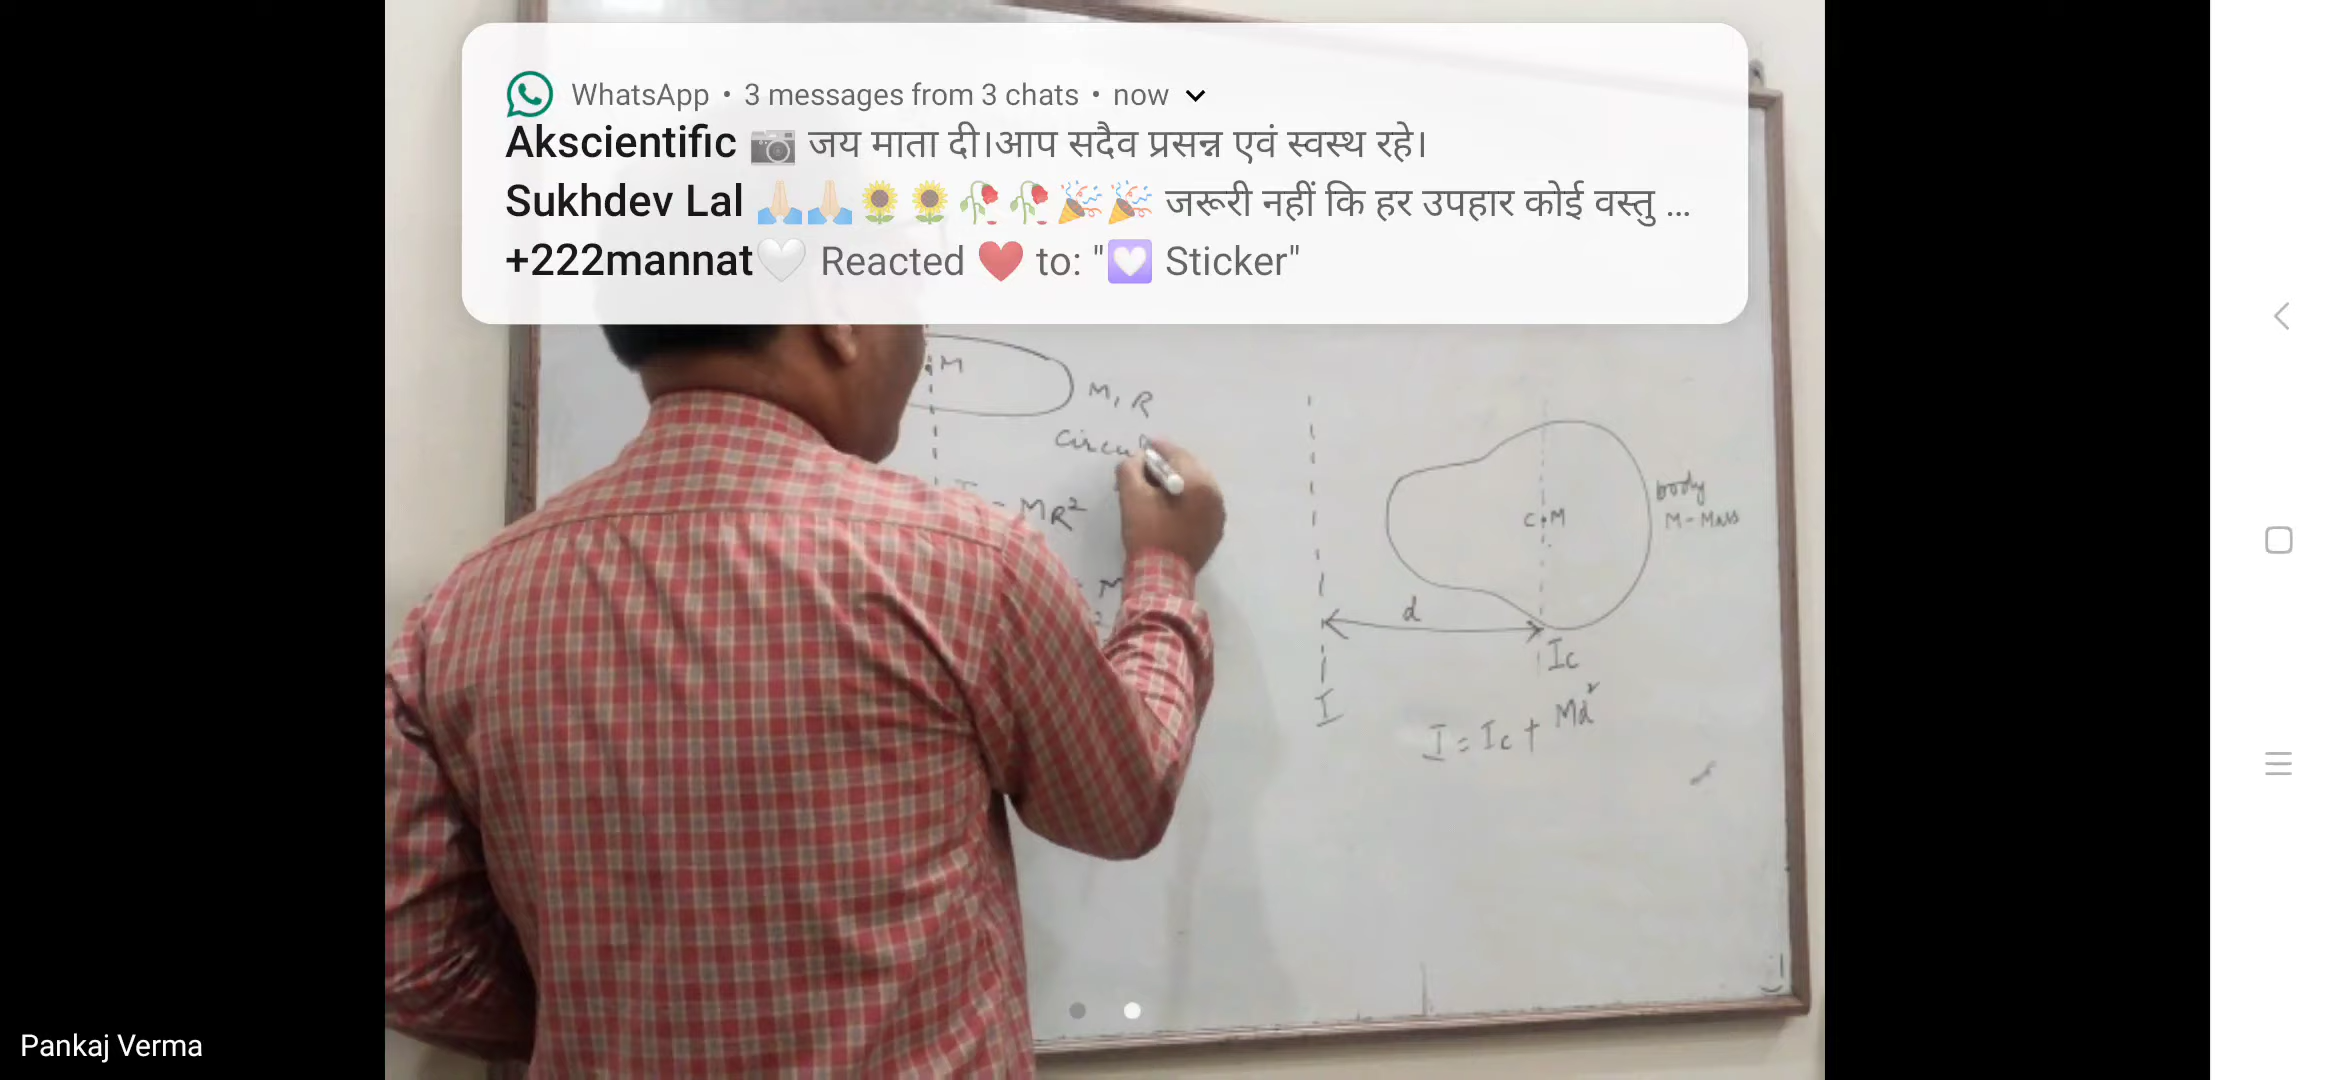 WhatsApp • 3 messages from 3 chats • now
Akscientific 📷 जय माता दी।आप सदैव प्रसन्न एवं स्वस्थ रहे।
Sukhdev Lal 🙏🏻🙏🏻🌻🌻🥀🥀🎉🎉 जरूरी नहीं कि हर उपहार कोई वस्तु ...
+222mannat🤍 Reacted ❤️ to: "💟 Sticker"
M
M, R
Circul
MR²
C M
body
M - Mass
d
Ic
I
I = Ic + Md²
Pankaj Verma